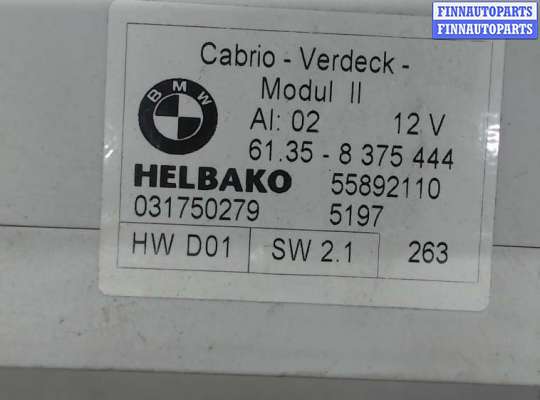 FINNAUTOPARTS
FINNAUTOPARTS
Cabrio - Verdeck -
Modul II
BMW
AI: 02 12 V
61.35 - 8 375 444
HELBAKO 55892110
031750279 5197
HW D01 SW 2.1 263